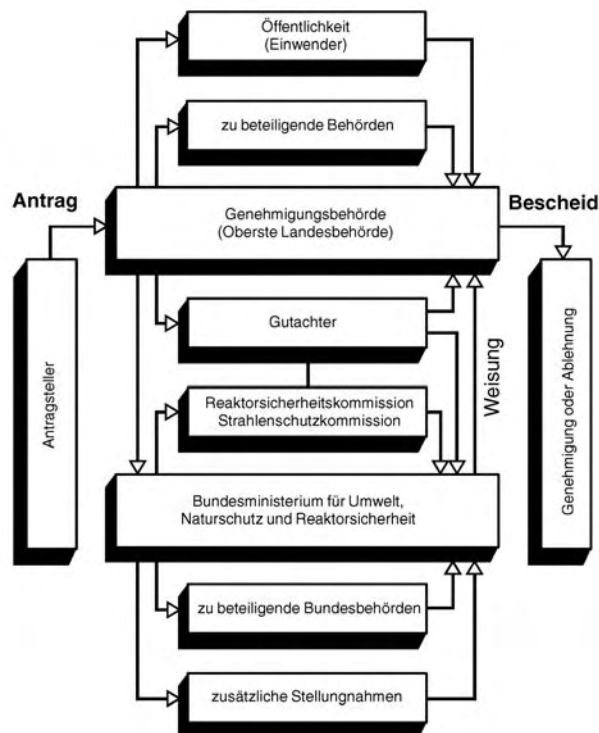 Öffentlichkeit
(Einwender)
zu beteiligende Behörden
Antrag
Bescheid
Genehmigungsbehörde
(Oberste Landesbehörde)
Antragsteller
Gutachter
Weisung
Genehmigung oder Ablehnung
Reaktorsicherheitskommission
Strahlenschutzkommission
Bundesministerium für Umwelt,
Naturschutz und Reaktorsicherheit
zu beteiligende Bundesbehörden
zusätzliche Stellungnahmen